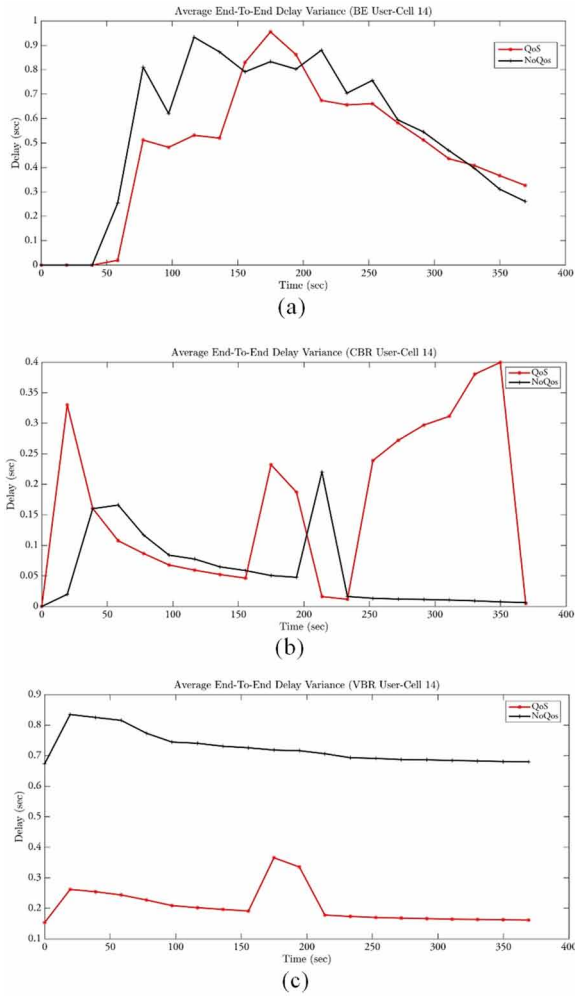 Average End-To-End Delay Variance (BE User-Cell 14)
1
0.9
0.8
0.7
0.6
0.5
0.4
0.3
0.2
0.1
0
Delay (sec)
QoS
NoQos
0 50 100 150 200 250 300 350 400
Time (sec)
(a)
Average End-To-End Delay Variance (CBR User-Cell 14)
0.4
0.35
0.3
0.25
0.2
0.15
0.1
0.05
0
Delay (sec)
QoS
NoQos
0 50 100 150 200 250 300 350 400
Time (sec)
(b)
Average End-To-End Delay Variance (VBR User-Cell 14)
0.9
0.8
0.7
0.6
0.5
0.4
0.3
0.2
0.1
Delay (sec)
QoS
NoQos
0 50 100 150 200 250 300 350 400
Time (sec)
(c)